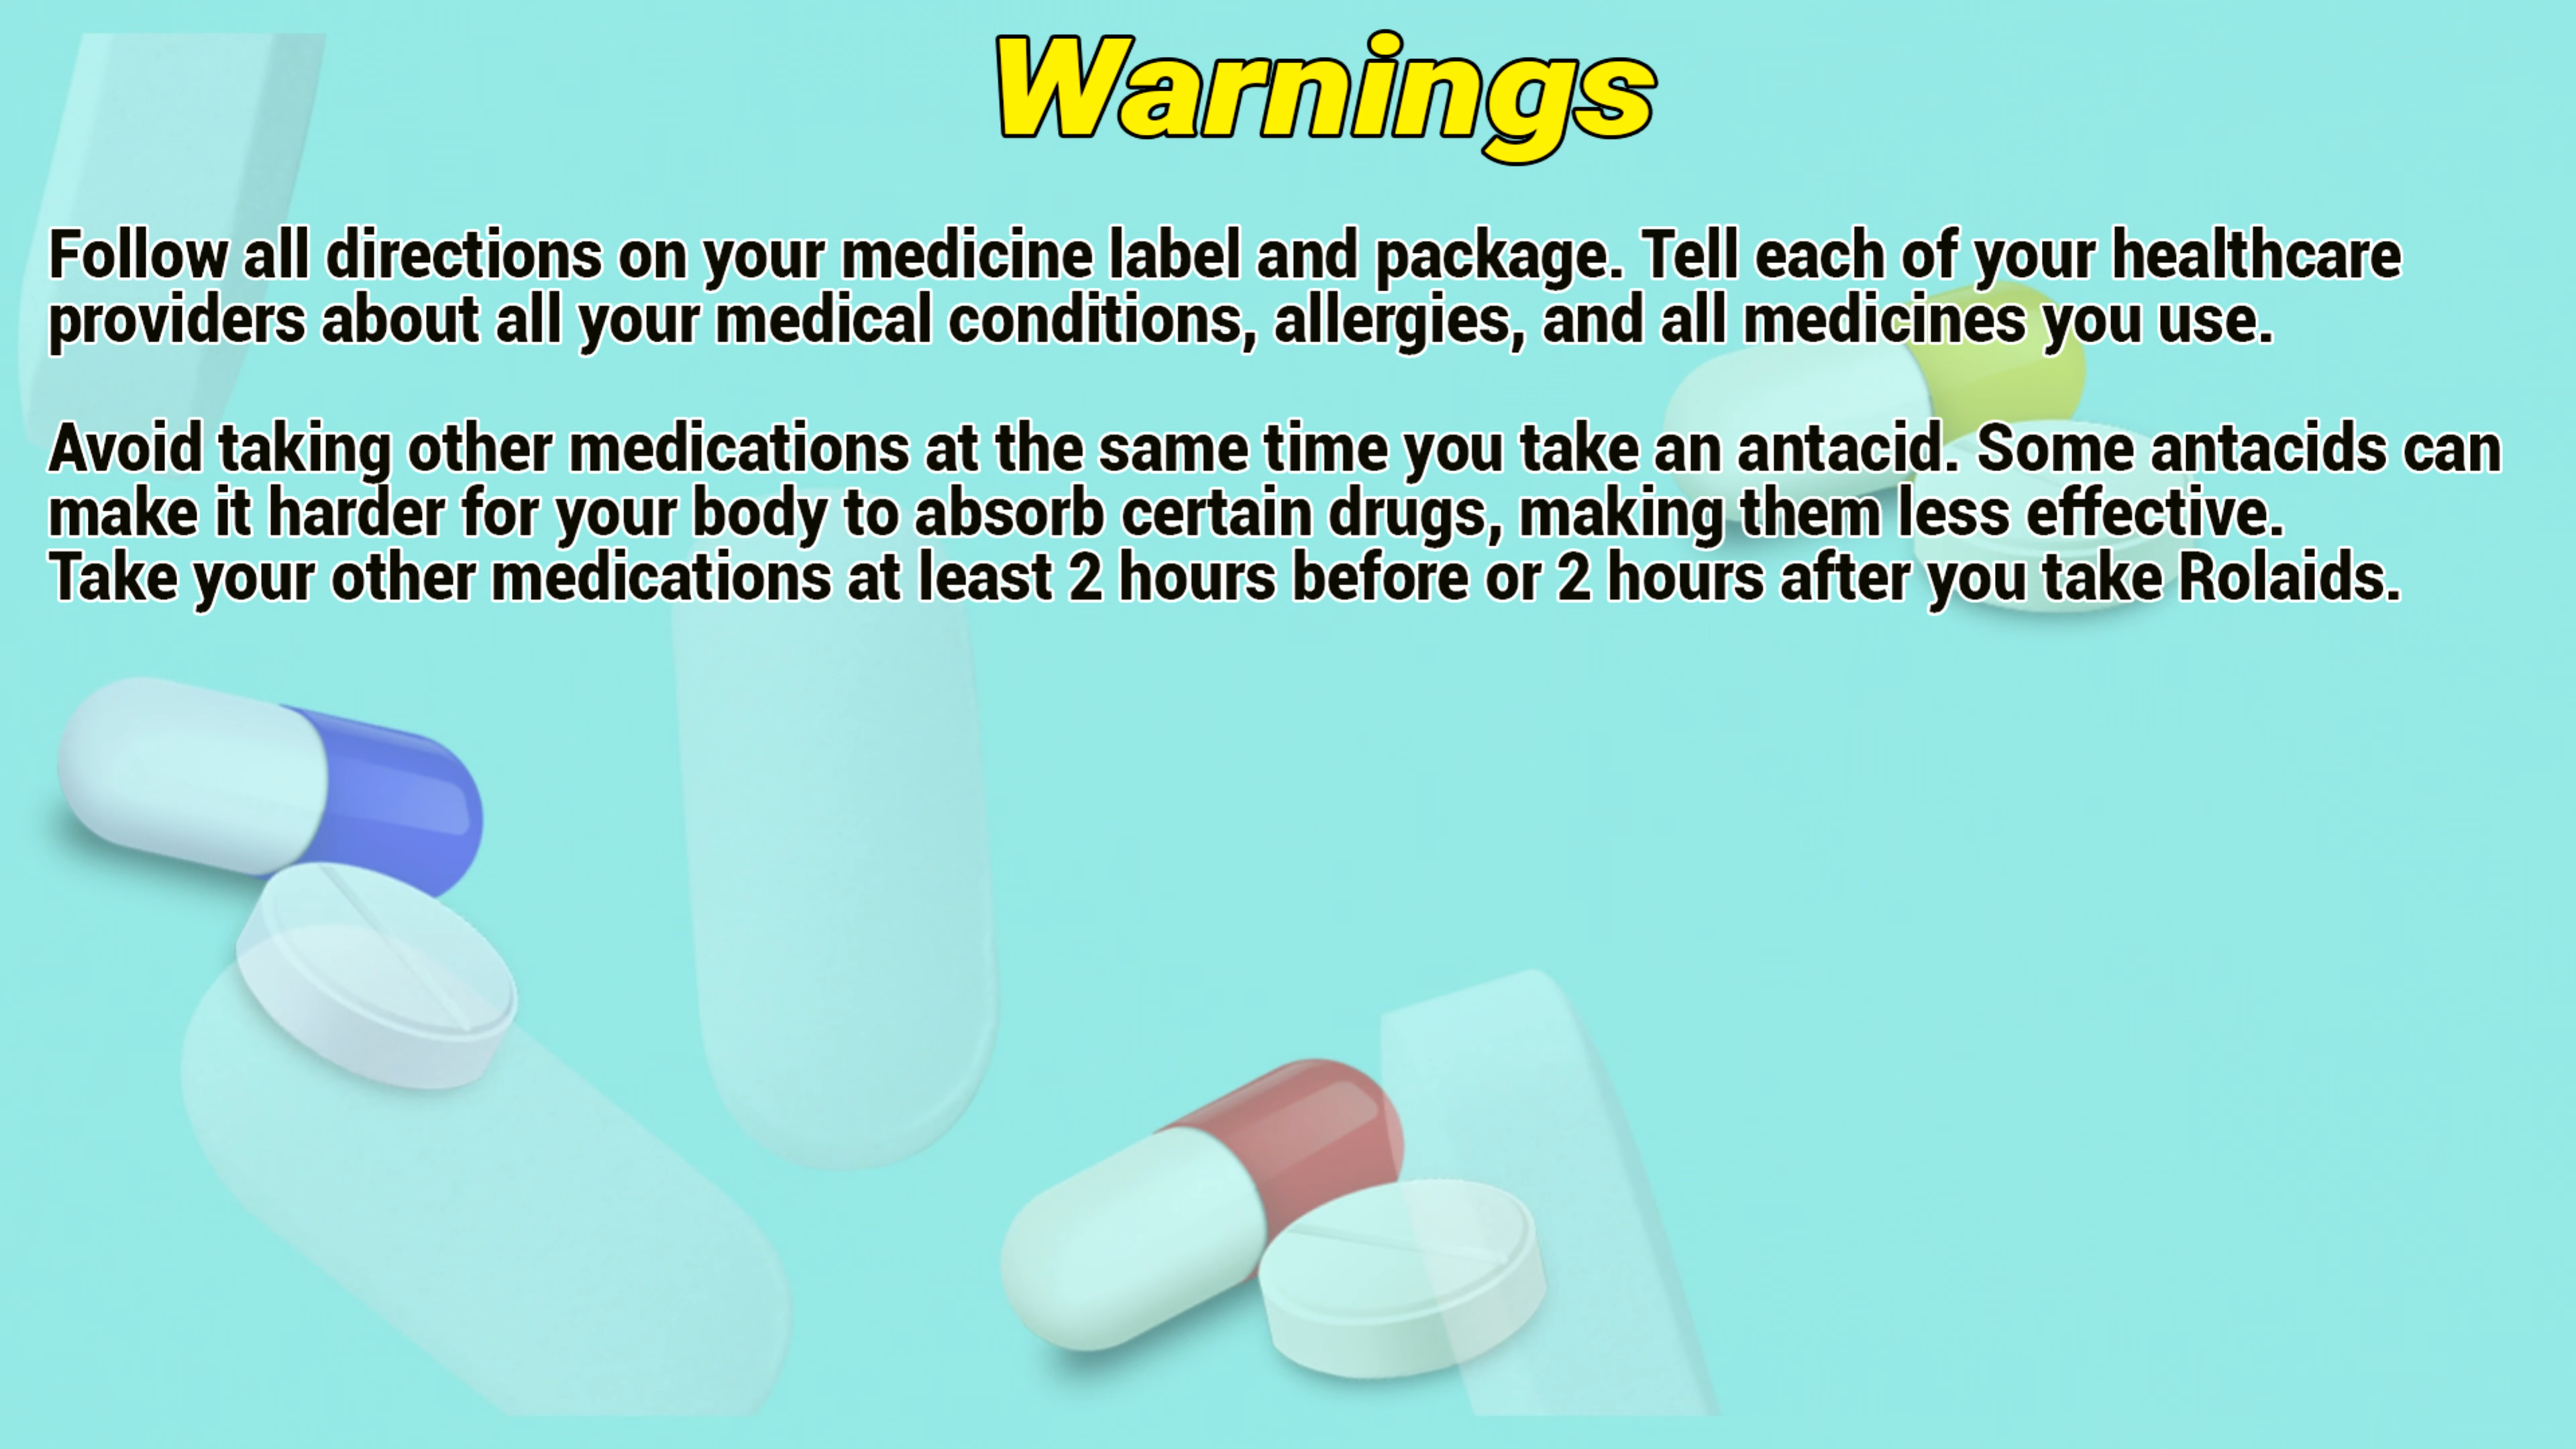 Warnings
Follow all directions on your medicine label and package. Tell each of your healthcare
providers about all your medical conditions, allergies, and all medicines you use.
Avoid taking other medications at the same time you take an antacid. Some antacids can
make it harder for your body to absorb certain drugs, making them less effective.
Take your other medications at least 2 hours before or 2 hours after you take Rolaids.